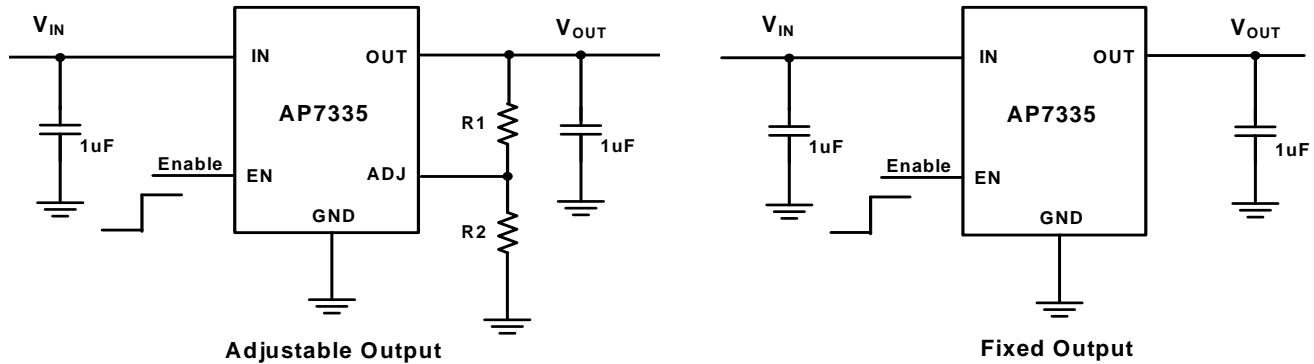 VIN
VOUT
IN
OUT
AP7335
R1
1uF
1uF
Enable
EN
ADJ
GND
R2
Adjustable Output
VIN
VOUT
IN
OUT
AP7335
1uF
1uF
Enable
EN
GND
Fixed Output